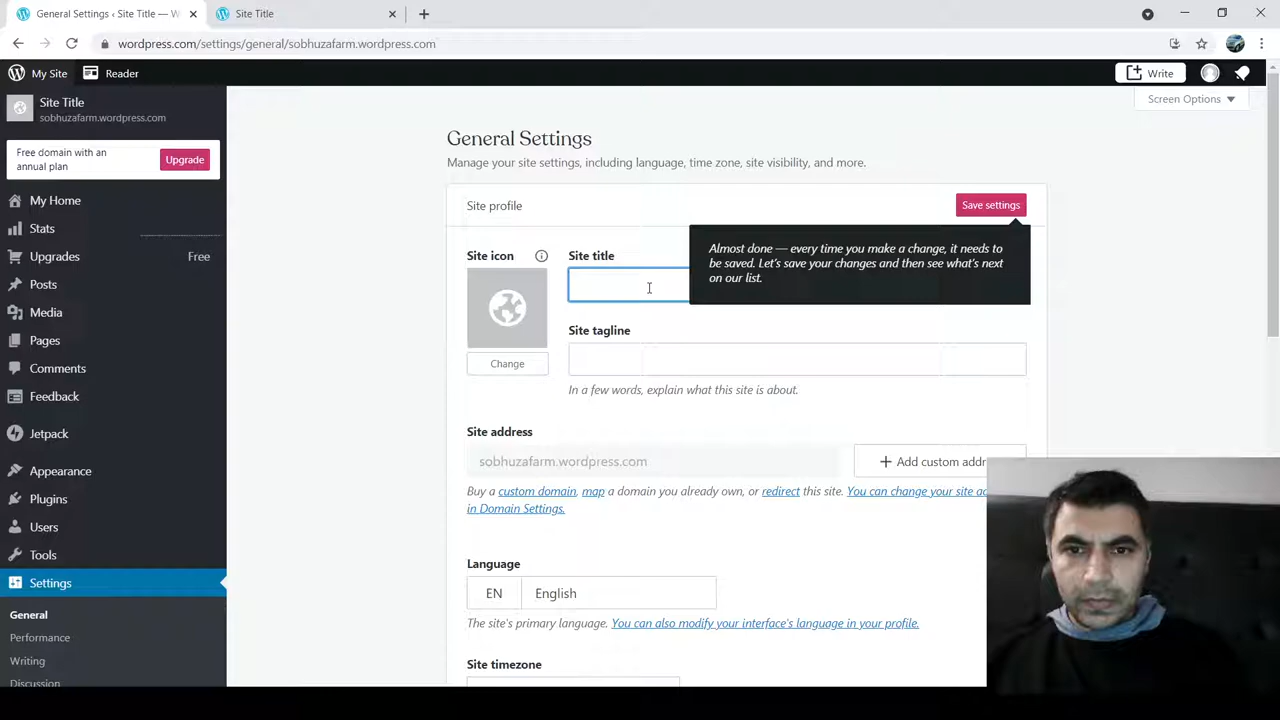 General Settings ‹ Site Title — W
Site Title
wordpress.com/settings/general/sobhuzafarm.wordpress.com
My Site
Reader
Write
Site Title
sobhuzafarm.wordpress.com
Screen Options
Free domain with an
annual plan
Upgrade
My Home
Stats
Upgrades
Free
Posts
Media
Pages
Comments
Feedback
Jetpack
Appearance
Plugins
Users
Tools
Settings
General
Performance
Writing
Discussion
General Settings
Manage your site settings, including language, time zone, site visibility, and more.
Site profile
Save settings
Almost done — every time you make a change, it needs to
be saved. Let's save your changes and then see what's next
on our list.
Site icon
Site title
Change
Site tagline
In a few words, explain what this site is about.
Site address
sobhuzafarm.wordpress.com
+ Add custom addr
Buy a custom domain, map a domain you already own, or redirect this site. You can change your site ad
in Domain Settings.
Language
EN
English
The site's primary language. You can also modify your interface's language in your profile.
Site timezone